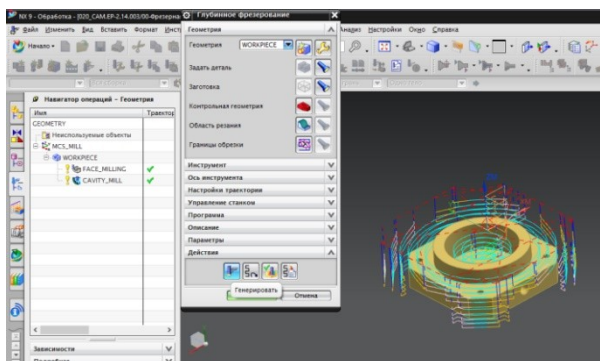 NX 9 - Обработка - [020_CAM.EP-2.14.003/00-Фрезерна
Файл Изменить Вид Вставить Формат Инст
Анализ Настройки Окно Справка
Начало
Навигатор операций – Геометрия
Имя Траектор
GEOMETRY
Неиспользуемые объекты
MCS_MILL
WORKPIECE
FACE_MILLING
CAVITY_MILL
Зависимости
Глубинное фрезерование
Геометрия
Геометрия WORKPIECE
Задать деталь
Заготовка
Контрольная геометрия
Область резания
Границы обрезки
Инструмент
Ось инструмента
Настройки траектории
Управление станком
Программа
Описание
Параметры
Действия
Генерировать
Отмена